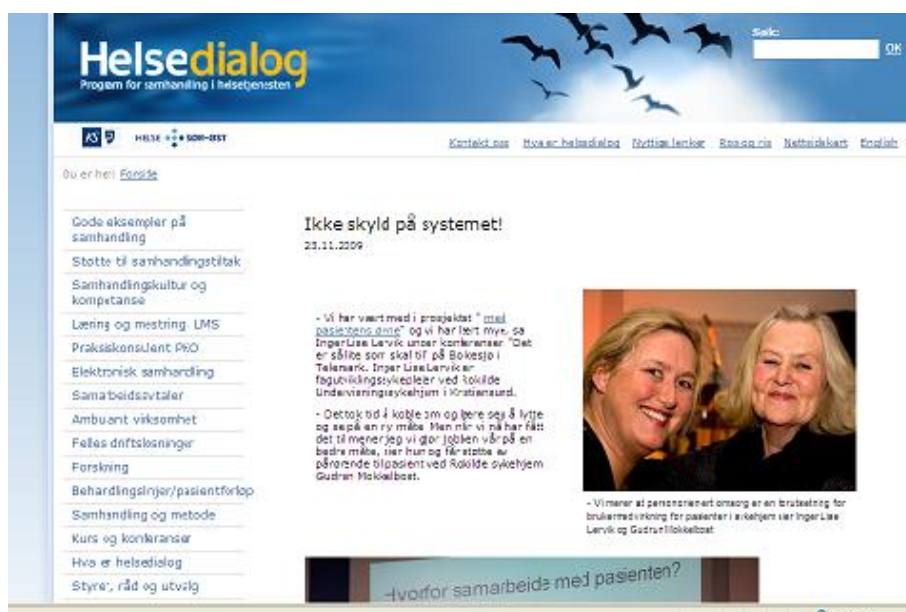 Helsedialog
Progem for samhandling i helsetjenesten
Søk:
OK
KS
HELSE SØR-ØST
Kontakt oss Hva er helsedialog Nyttige lenker Ros og ris Nettsidekart English
Du er her: Forside
Gode eksempler på
samhandling
Støtte til samhandlingstiltak
Samhandlingskultur og
kompetanse
Læring og mestring LMS
Praksiskonsulent PKO
Elektronisk samhandling
Samarbeidsavtaler
Ambulant virksomhet
Felles driftsløsninger
Forskning
Behandlingslinjer/pasientforløp
Samhandling og metode
Kurs og konferanser
Hva er helsedialog
Styrer, råd og utvalg
Ikke skyld på systemet!
23.11.2009
- Vi har vært med i prosjektet " med
pasientens øyne" og vi har lært mye, sa
Inger Lise Lervik under konferansen "Det
er så lite som skal til" på Bokesjø i
Telemark. Inger Lise Lervik er
fagutviklingssykepleier ved Rokilde
Undervisningssykehjem i Kristiansund.
- Det tok tid å koble om og lære seg å lytte
og se på en ny måte. Men når vi nå har fått
det til mener jeg vi gjør jobben vår på en
bedre måte, sier hun og får støtte av
pårørende til pasient ved Rokilde sykehjem
Gudrun Mokkelbost.
- Vi mener at personorienert omsorg er en forutsetning for
brukermedvirkning for pasienter i sykehjem sier Inger Lise
Lervik og Gudrun Mokkelbost
Hvorfor samarbeide med pasienten?